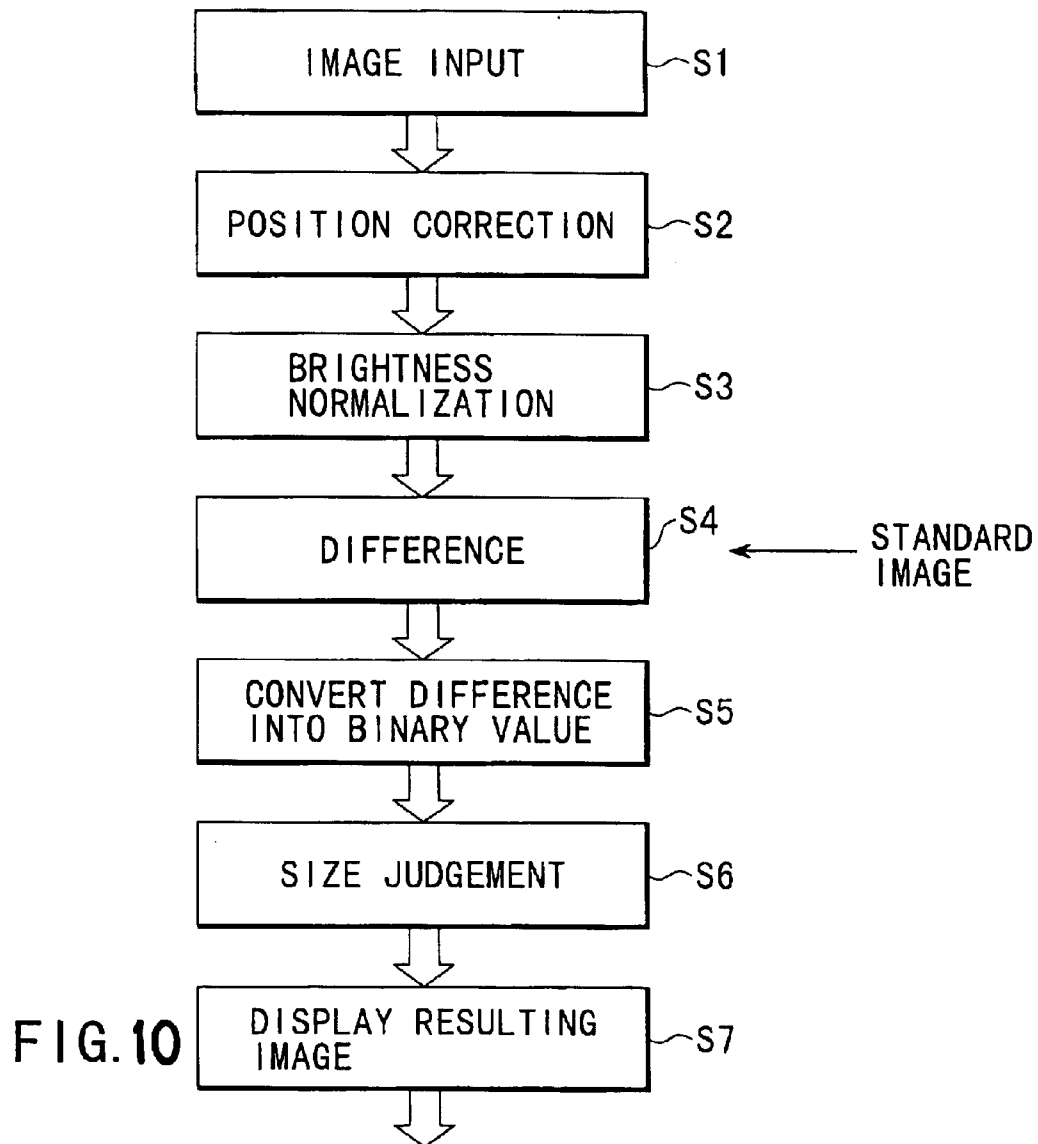 IMAGE INPUT
S1
POSITION CORRECTION
S2
BRIGHTNESS
NORMALIZATION
S3
DIFFERENCE
S4
STANDARD
IMAGE
CONVERT DIFFERENCE
INTO BINARY VALUE
S5
SIZE JUDGEMENT
S6
DISPLAY RESULTING
IMAGE
S7
FIG.10